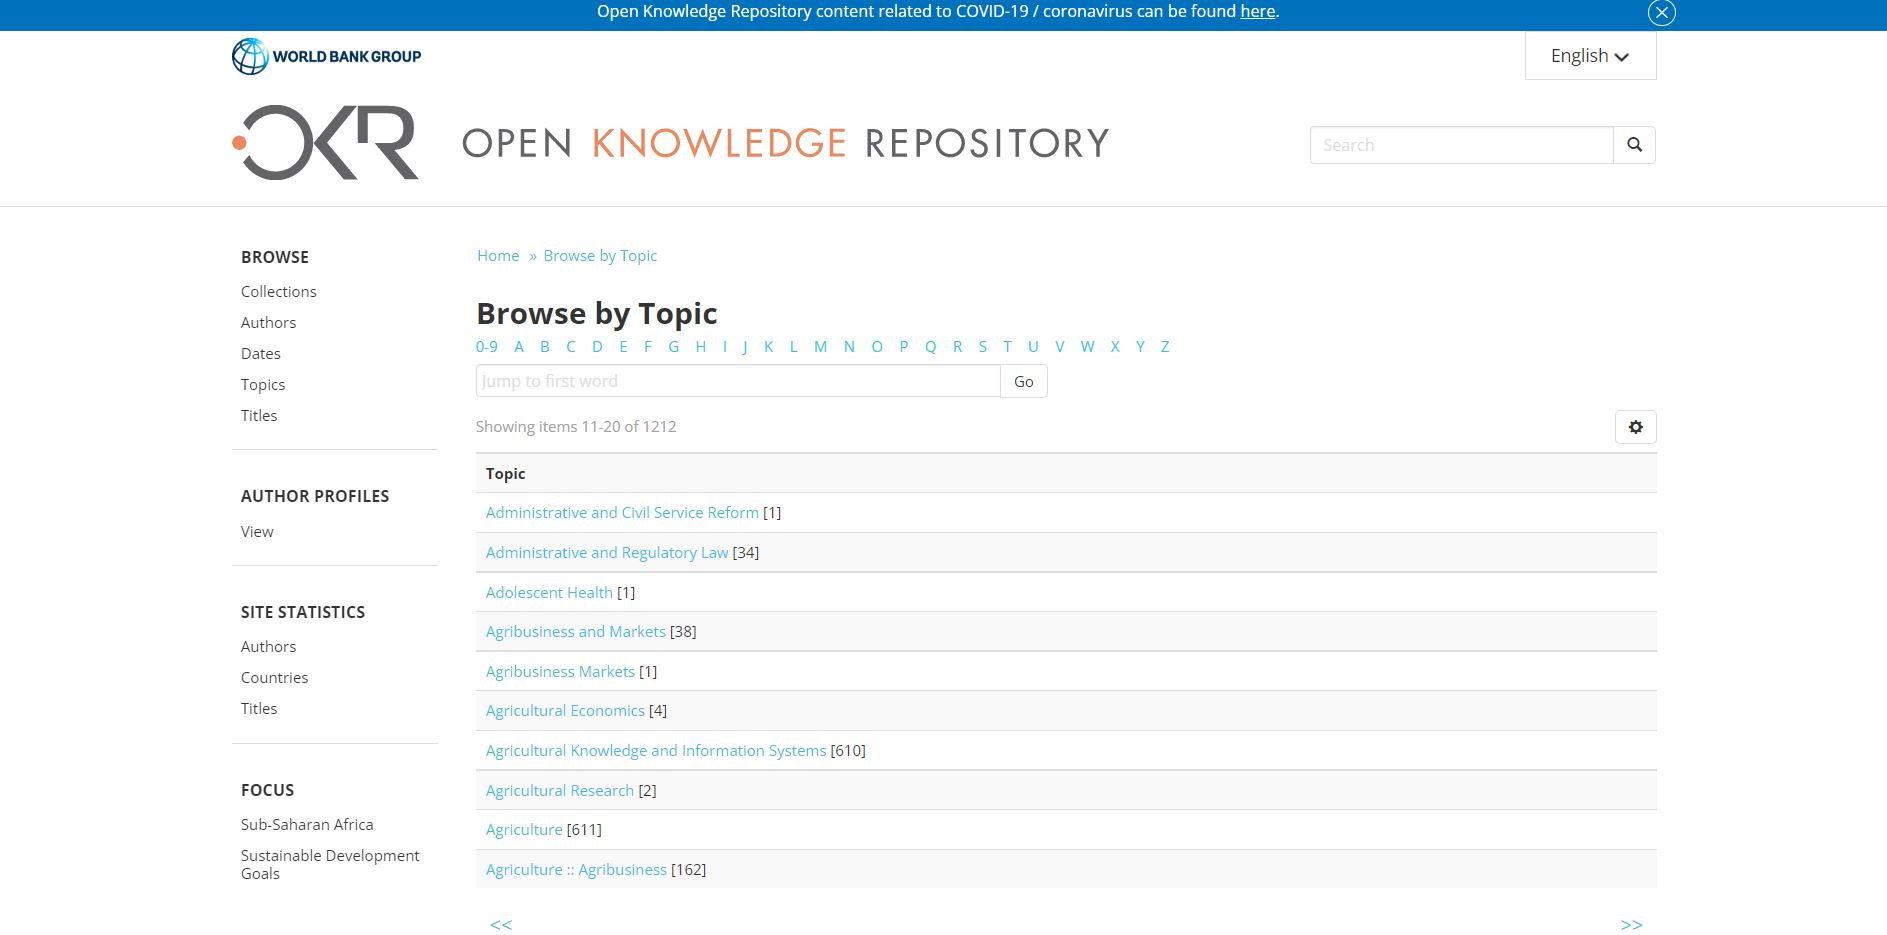 Open Knowledge Repository content related to COVID-19 / coronavirus can be found here.
WORLD BANK GROUP
English
OKR
OPEN KNOWLEDGE REPOSITORY
Search
BROWSE
Collections
Authors
Dates
Topics
Titles
AUTHOR PROFILES
View
SITE STATISTICS
Authors
Countries
Titles
FOCUS
Sub-Saharan Africa
Sustainable Development
Goals
Home » Browse by Topic
Browse by Topic
0-9 A B C D E F G H I J K L M N O P Q R S T U V W X Y Z
Jump to first word Go
Showing items 11-20 of 1212
Topic
Administrative and Civil Service Reform [1]
Administrative and Regulatory Law [34]
Adolescent Health [1]
Agribusiness and Markets [38]
Agribusiness Markets [1]
Agricultural Economics [4]
Agricultural Knowledge and Information Systems [610]
Agricultural Research [2]
Agriculture [611]
Agriculture :: Agribusiness [162]
<< >>